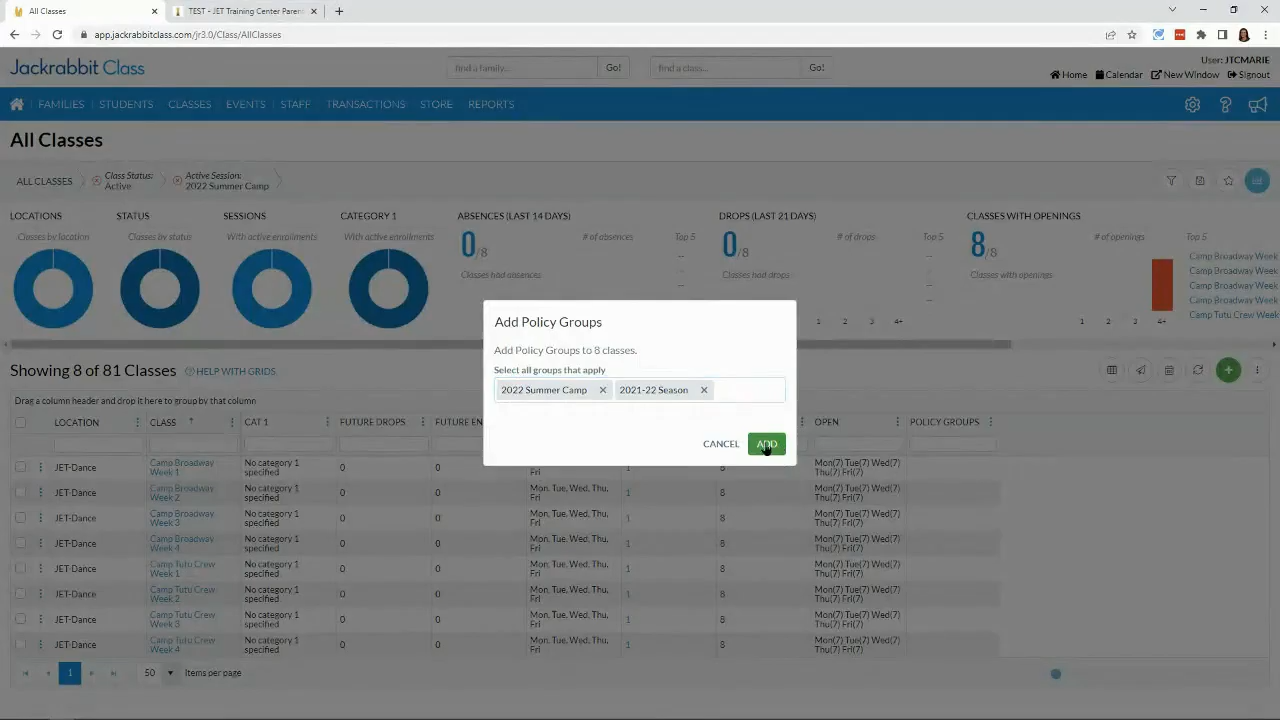 All Classes
TEST - JET Training Center Paren
app.jackrabbitclass.com/jr3.0/Class/AllClasses
Jackrabbit Class
find a family...
Go!
find a class...
Go!
User: JTCMARIE
Home
Calendar
New Window
Signout
FAMILIES
STUDENTS
CLASSES
EVENTS
STAFF
TRANSACTIONS
STORE
REPORTS
All Classes
ALL CLASSES
Class Status:
Active
Active Session:
2022 Summer Camp
LOCATIONS
Classes by location
STATUS
Classes by status
SESSIONS
With active enrollments
CATEGORY 1
With active enrollments
ABSENCES (LAST 14 DAYS)
0/8
Classes had absences
# of absences
Top 5
--
--
--
DROPS (LAST 21 DAYS)
0/8
Classes had drops
# of drops
1 2 3 4+
Top 5
--
--
--
CLASSES WITH OPENINGS
8/8
Classes with openings
# of openings
1 2 3 4+
Top 5
Camp Broadway Week
Camp Broadway Week
Camp Broadway Week
Camp Broadway Week
Camp Tutu Crew Week
Add Policy Groups
Add Policy Groups to 8 classes.
Select all groups that apply
2022 Summer Camp
2021-22 Season
CANCEL
ADD
Showing 8 of 81 Classes
HELP WITH GRIDS
Drag a column header and drop it here to group by that column
LOCATION CLASS CAT 1 FUTURE DROPS FUTURE EN OPEN POLICY GROUPS
JET-Dance Camp Broadway No category 1 0 0 1 8 Mon(7) Tue(7) Wed(7)
Week 1 specified Fri Thu(7) Fri(7)
JET-Dance Camp Broadway No category 1 0 0 Mon, Tue, Wed, Thu, 1 8 Mon(7) Tue(7) Wed(7)
Week 2 specified Fri Thu(7) Fri(7)
JET-Dance Camp Broadway No category 1 0 0 Mon, Tue, Wed, Thu, 1 8 Mon(7) Tue(7) Wed(7)
Week 3 specified Fri Thu(7) Fri(7)
JET-Dance Camp Broadway No category 1 0 0 Mon, Tue, Wed, Thu, 1 8 Mon(7) Tue(7) Wed(7)
Week 4 specified Fri Thu(7) Fri(7)
JET-Dance Camp Tutu Crew No category 1 0 0 Mon, Tue, Wed, Thu, 1 8 Mon(7) Tue(7) Wed(7)
Week 1 specified Fri Thu(7) Fri(7)
JET-Dance Camp Tutu Crew No category 1 0 0 Mon, Tue, Wed, Thu, 1 8 Mon(7) Tue(7) Wed(7)
Week 2 specified Fri Thu(7) Fri(7)
JET-Dance Camp Tutu Crew No category 1 0 0 Mon, Tue, Wed, Thu, 1 8 Mon(7) Tue(7) Wed(7)
Week 3 specified Fri Thu(7) Fri(7)
JET-Dance Camp Tutu Crew No category 1 0 0 Mon, Tue, Wed, Thu, 1 8 Mon(7) Tue(7) Wed(7)
Week 4 specified Fri Thu(7) Fri(7)
1
50
items per page